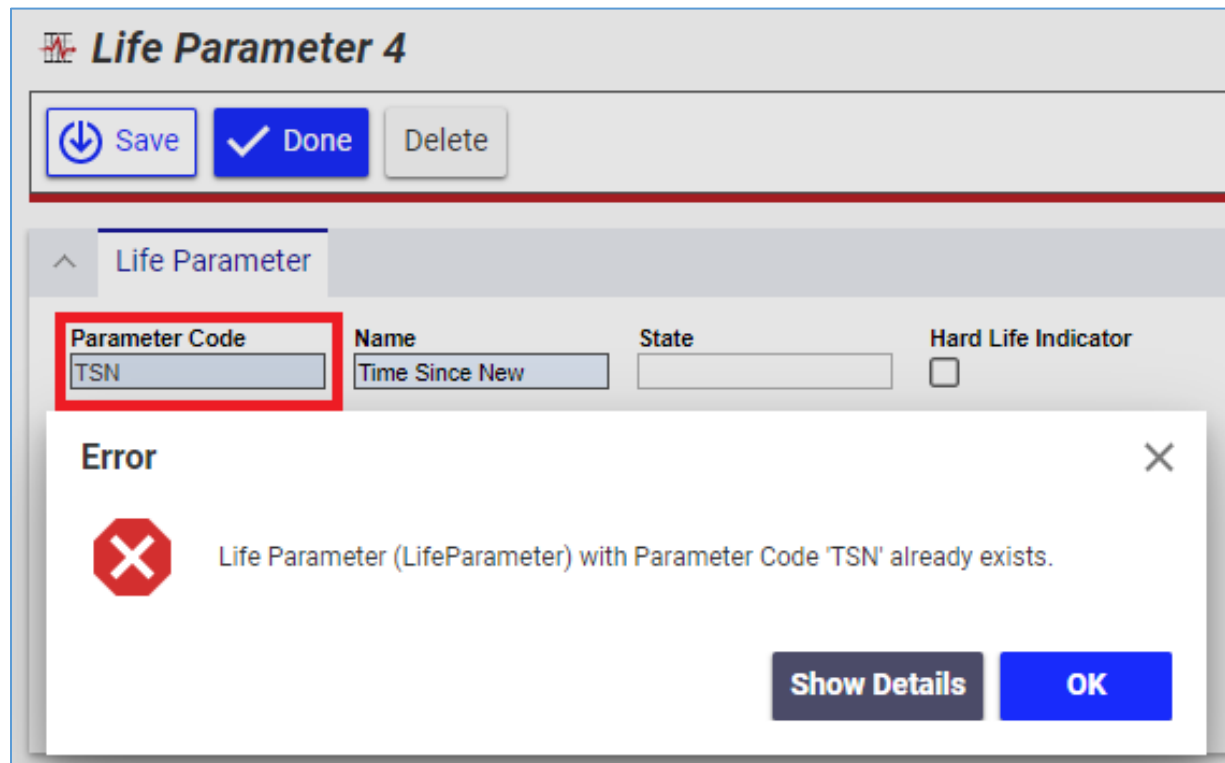 Life Parameter 4
Save Done Delete
Life Parameter
Parameter Code Name State Hard Life Indicator
TSN Time Since New
Error
Life Parameter (LifeParameter) with Parameter Code 'TSN' already exists.
Show Details OK